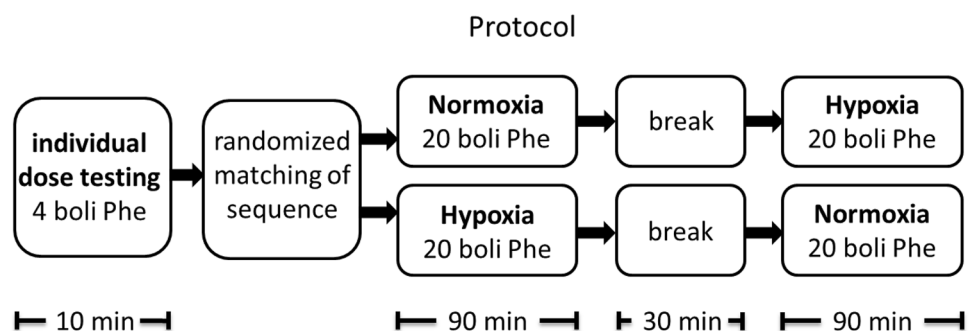 Protocol
individual
dose testing
4 boli Phe
randomized
matching of
sequence
Normoxia
20 boli Phe
break
Hypoxia
20 boli Phe
Hypoxia
20 boli Phe
break
Normoxia
20 boli Phe
10 min
90 min
30 min
90 min